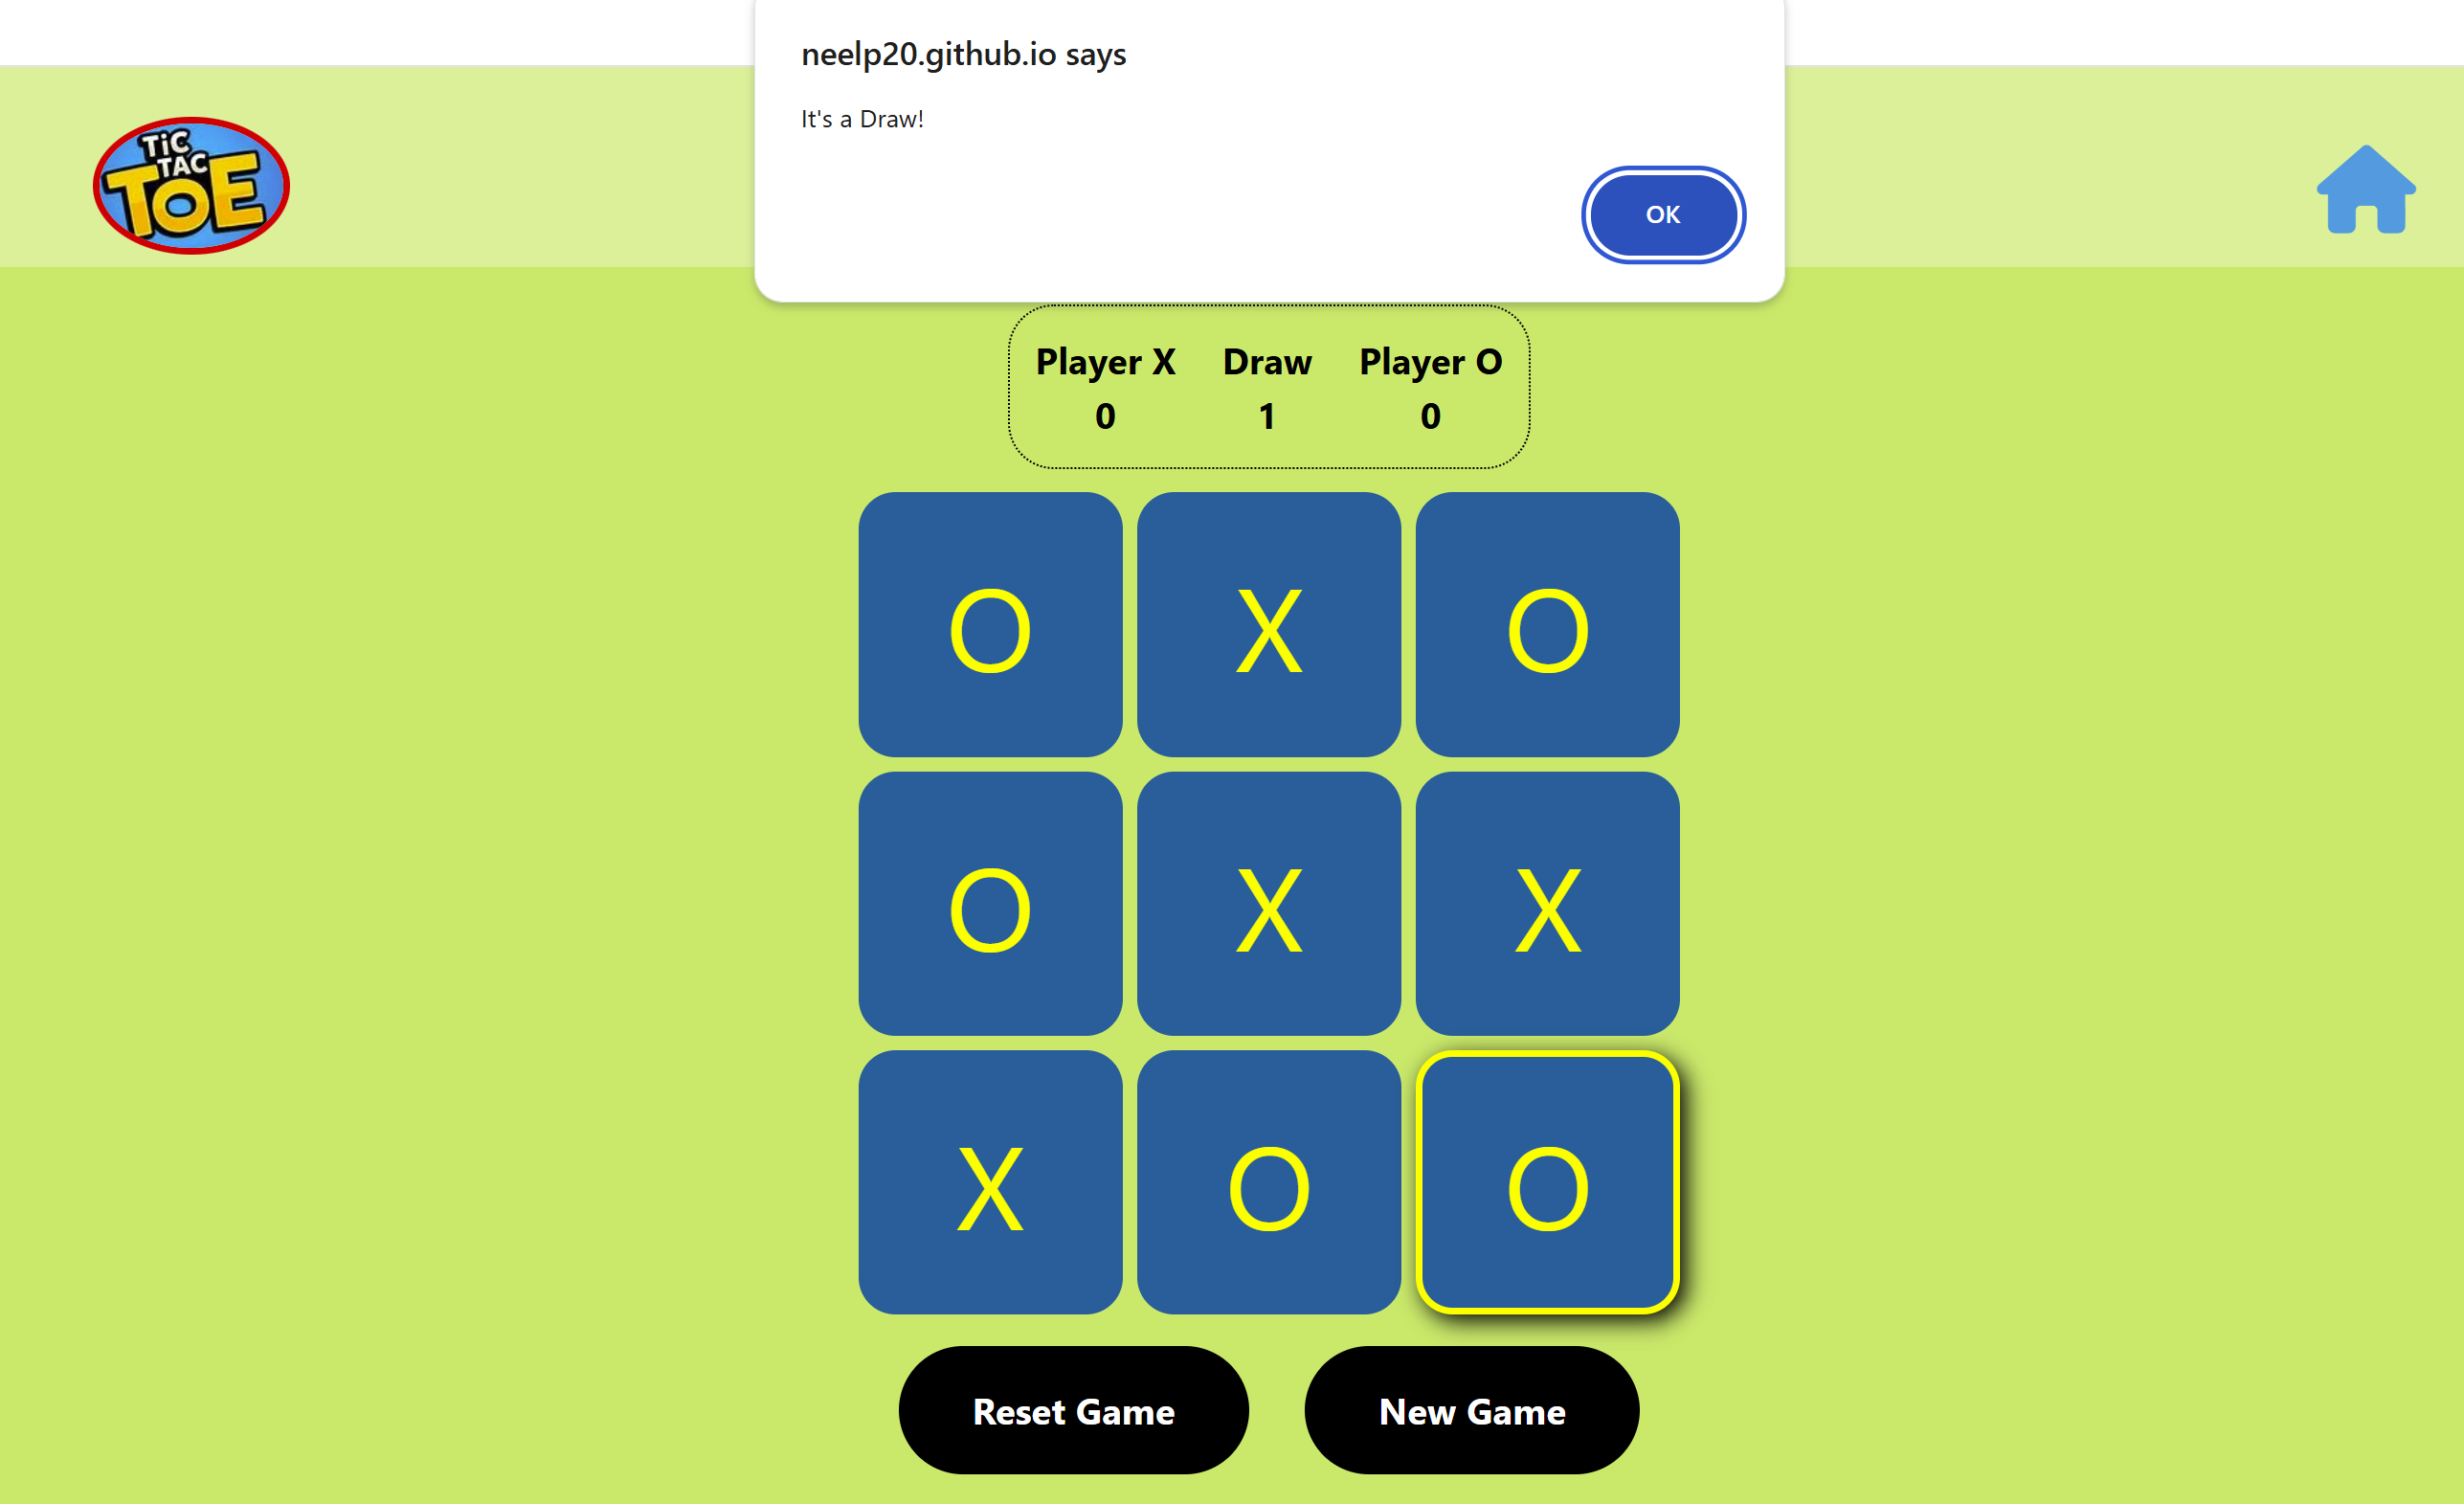 neelp20.github.io says
It's a Draw!
OK
TiC
TAC
TOE
Player X Draw Player O
0 1 0
O X O
O X X
X O O
Reset Game New Game